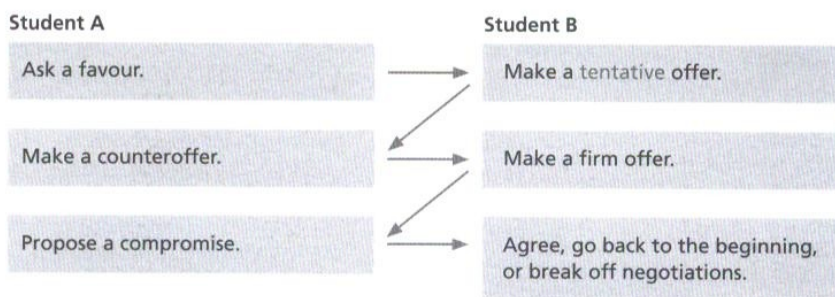 Student A
Student B
Ask a favour.
Make a tentative offer.
Make a counteroffer.
Make a firm offer.
Propose a compromise.
Agree, go back to the beginning,
or break off negotiations.